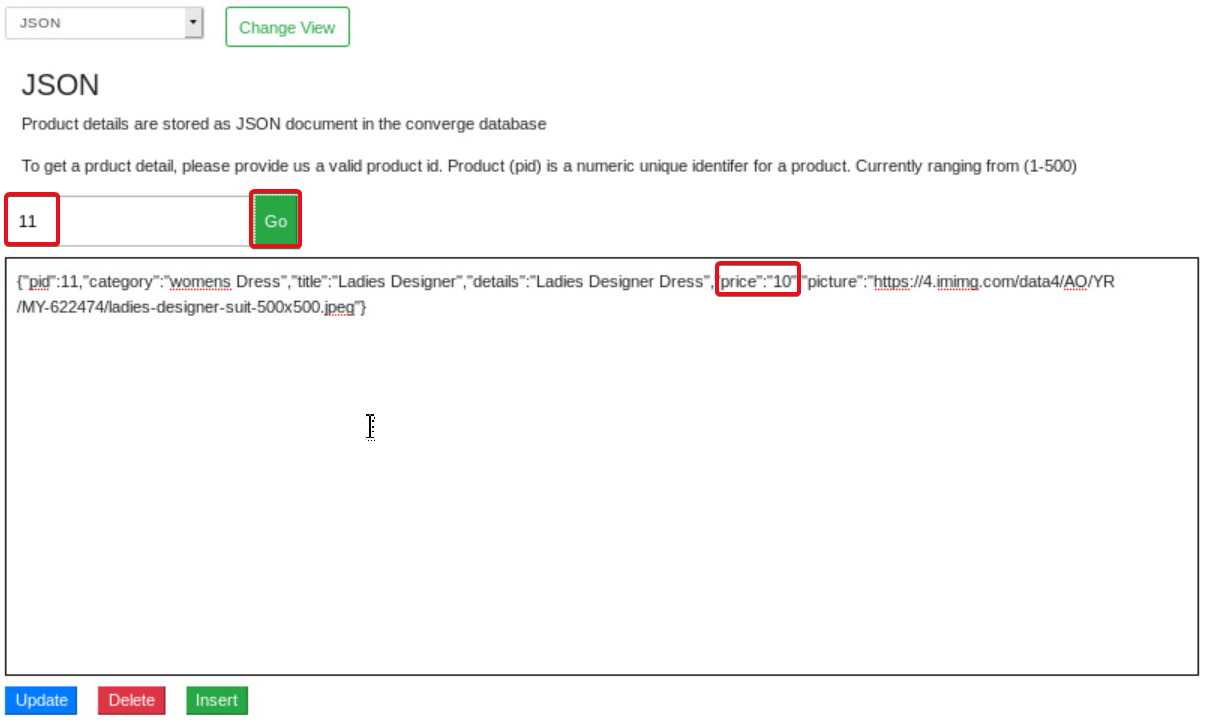 JSON
Change View
JSON
Product details are stored as JSON document in the converge database
To get a prduct detail, please provide us a valid product id. Product (pid) is a numeric unique identifer for a product. Currently ranging from (1-500)
11
Go
{"pid":11,"category":"womens Dress","title":"Ladies Designer","details":"Ladies Designer Dress","price":"10","picture":"https://4.imimg.com/data4/AO/YR
/MY-622474/ladies-designer-suit-500x500.jpeg"}
Update
Delete
Insert